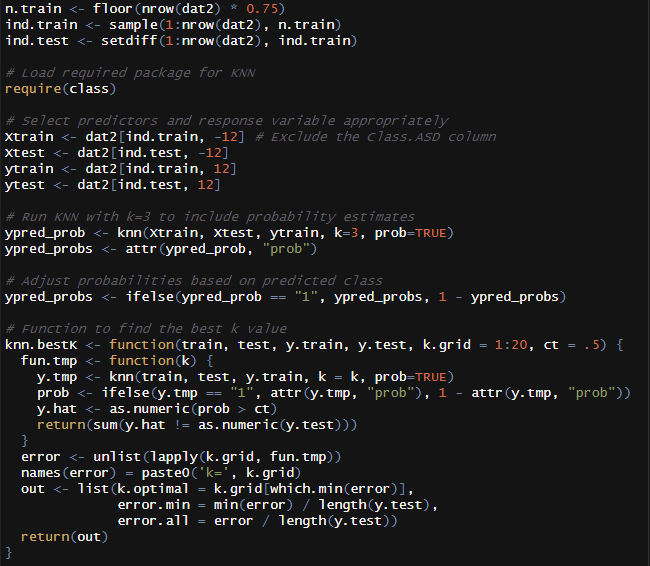 n.train <- floor(nrow(dat2) * 0.75)
ind.train <- sample(1:nrow(dat2), n.train)
ind.test <- setdiff(1:nrow(dat2), ind.train)

# Load required package for KNN
require(class)

# Select predictors and response variable appropriately
Xtrain <- dat2[ind.train, -12] # Exclude the Class.ASD column
Xtest <- dat2[ind.test, -12]
ytrain <- dat2[ind.train, 12]
ytest <- dat2[ind.test, 12]

# Run KNN with k=3 to include probability estimates
ypred_prob <- knn(Xtrain, Xtest, ytrain, k=3, prob=TRUE)
ypred_probs <- attr(ypred_prob, "prob")

# Adjust probabilities based on predicted class
ypred_probs <- ifelse(ypred_prob == "1", ypred_probs, 1 - ypred_probs)

# Function to find the best k value
knn.bestK <- function(train, test, y.train, y.test, k.grid = 1:20, ct = .5) {
  fun.tmp <- function(k) {
    y.tmp <- knn(train, test, y.train, k = k, prob=TRUE)
    prob <- ifelse(y.tmp == "1", attr(y.tmp, "prob"), 1 - attr(y.tmp, "prob"))
    y.hat <- as.numeric(prob > ct)
    return(sum(y.hat != as.numeric(y.test)))
  }
  error <- unlist(lapply(k.grid, fun.tmp))
  names(error) = paste0('k=', k.grid)
  out <- list(k.optimal = k.grid[which.min(error)],
              error.min = min(error) / length(y.test),
              error.all = error / length(y.test))
  return(out)
}